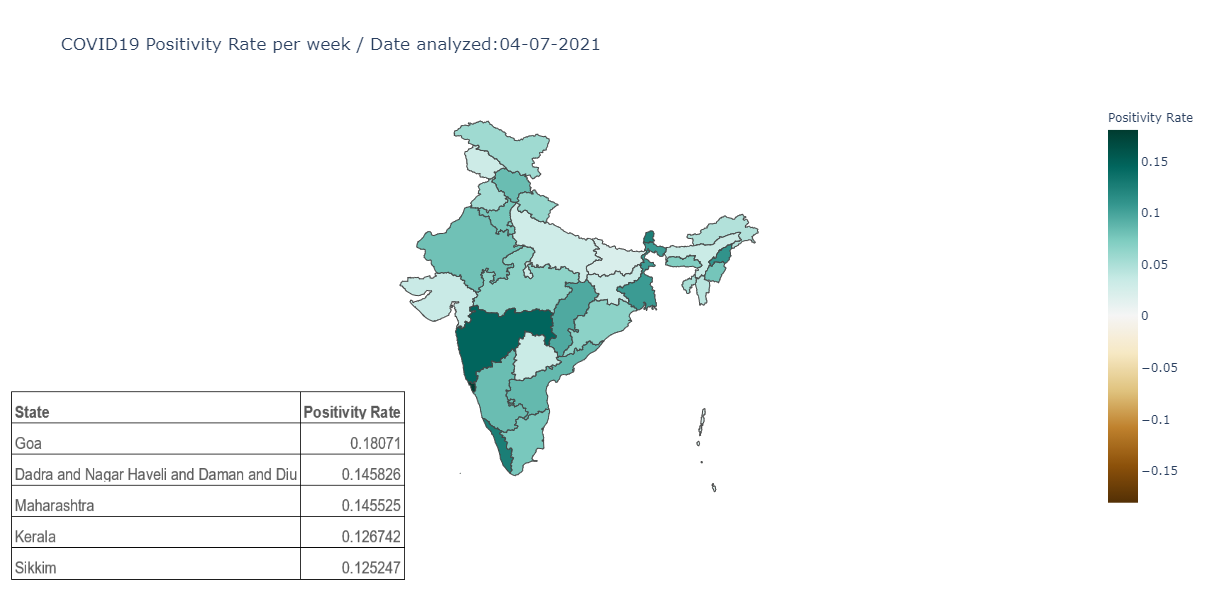 COVID19 Positivity Rate per week / Date analyzed:04-07-2021
Positivity Rate
0.15
0.1
0.05
0
−0.05
−0.1
−0.15
State Positivity Rate
Goa 0.18071
Dadra and Nagar Haveli and Daman and Diu 0.145826
Maharashtra 0.145525
Kerala 0.126742
Sikkim 0.125247